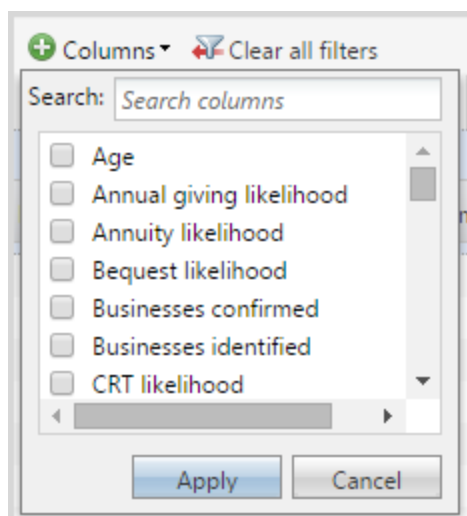 Columns Clear all filters
Search: Search columns
Age
Annual giving likelihood
Annuity likelihood
Bequest likelihood
Businesses confirmed
Businesses identified
CRT likelihood
Apply Cancel